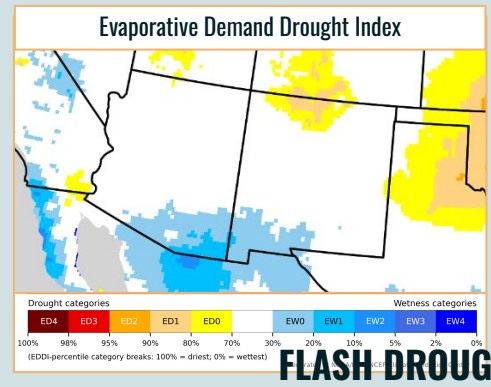 Evaporative Demand Drought Index
Drought categories Wetness categories
ED4 ED3 ED2 ED1 ED0 EW0 EW1 EW2 EW3 EW4
100% 98% 95% 90% 80% 70% 30% 20% 10% 5% 2% 0%
(EDDI-percentile category breaks: 100% = driest; 0% = wettest)
FLASH DROUG